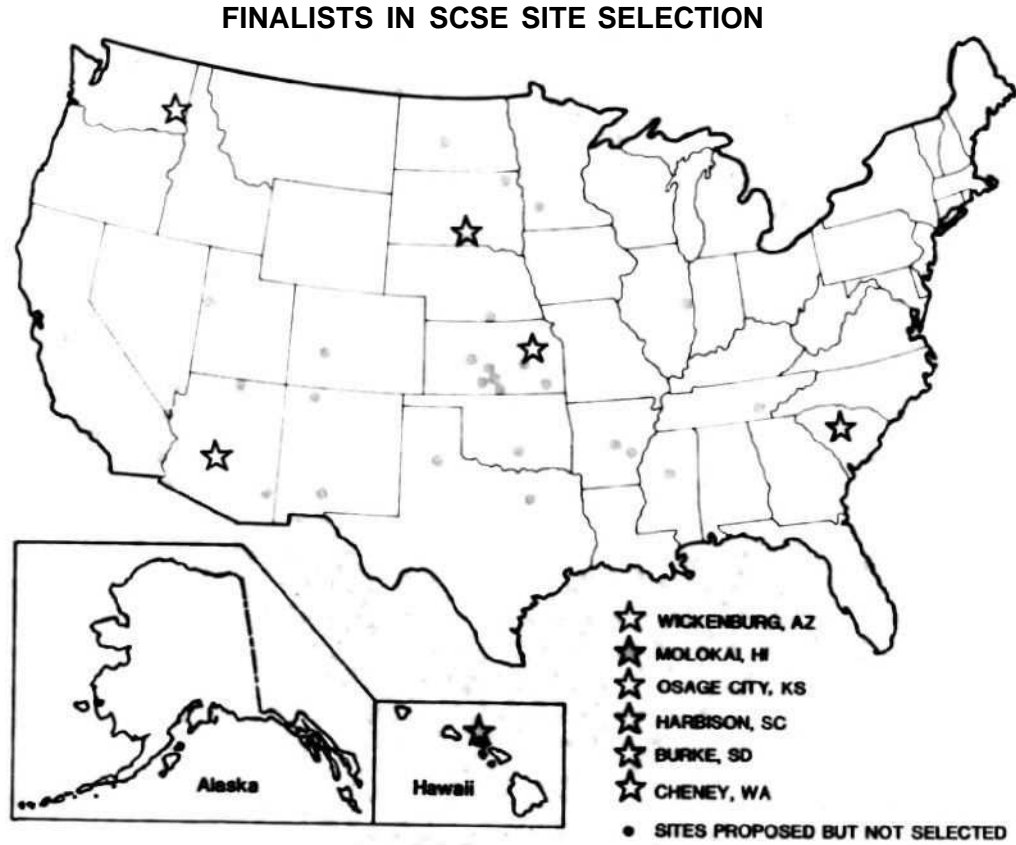 FINALISTS IN SCSE SITE SELECTION
WICKENBURG, AZ
MOLOKAI, HI
OSAGE CITY, KS
HARBISON, SC
BURKE, SD
CHENEY, WA
SITES PROPOSED BUT NOT SELECTED
Alaska
Hawaii